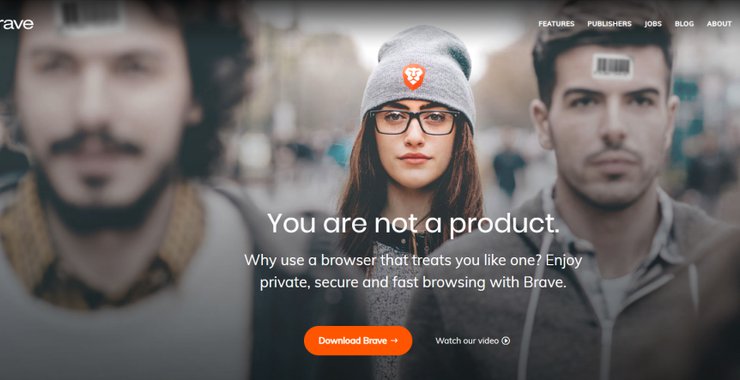 rave
FEATURES
PUBLISHERS
JOBS
BLOG
ABOUT
You are not a product.
Why use a browser that treats you like one? Enjoy
private, secure and fast browsing with Brave.
Download Brave →
Watch our video